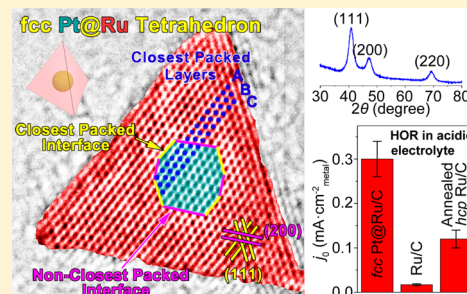 fcc Pt@Ru Tetrahedron
Closest Packed
Layers
A
B
C
Closest Packed
Interface
(200)
(111)
Non-Closest Packed
Interface
(111)
(200)
(220)
30 40 50 60 70 80
2θ (degree)
HOR in acidic
electrolyte
j0 (mA·cm-2metal)
0.3
0.2
0.1
0.0
fcc Pt@Ru/C
Ru/C
Annealed
hcp Ru/C